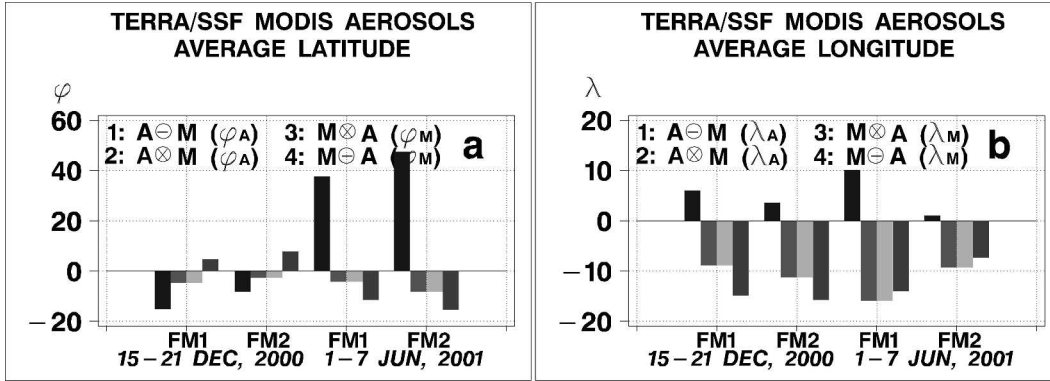 TERRA/SSF MODIS AEROSOLS
AVERAGE LATITUDE
φ
60
40
20
0
−20
1: A⊖M (φA)
2: A⊗M (φA)
3: M⊗A (φM)
4: M⊖A (φM)
a
FM1 FM2 FM1 FM2
15−21 DEC, 2000 1−7 JUN, 2001
TERRA/SSF MODIS AEROSOLS
AVERAGE LONGITUDE
λ
20
10
0
−10
−20
1: A⊖M (λA)
2: A⊗M (λA)
3: M⊗A (λM)
4: M⊖A (λM)
b
FM1 FM2 FM1 FM2
15−21 DEC, 2000 1−7 JUN, 2001